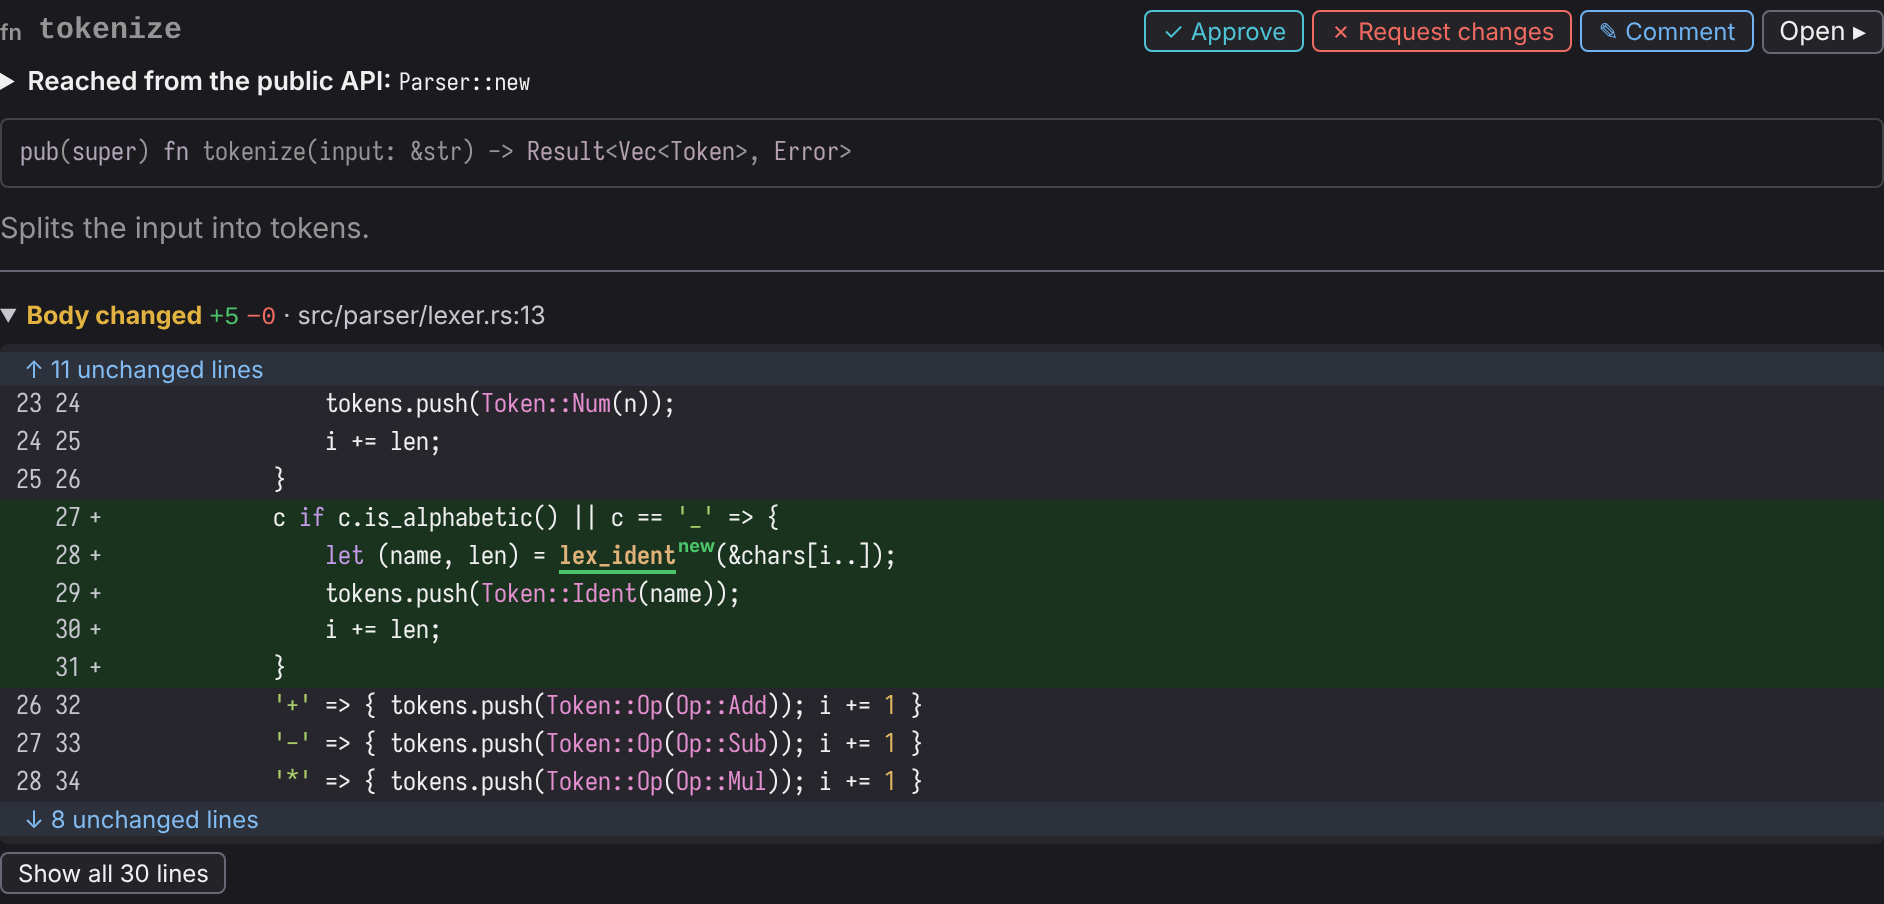 fn tokenize
✓ Approve × Request changes ✎ Comment Open ▸
▶ Reached from the public API: Parser::new
pub(super) fn tokenize(input: &str) -> Result<Vec<Token>, Error>
Splits the input into tokens.
▼ Body changed +5 −0 · src/parser/lexer.rs:13
↑ 11 unchanged lines
23 24 tokens.push(Token::Num(n));
24 25 i += len;
25 26 }
27 + c if c.is_alphabetic() || c == '_' => {
28 + let (name, len) = lex_ident new (&chars[i..]);
29 + tokens.push(Token::Ident(name));
30 + i += len;
31 + }
26 32 '+' => { tokens.push(Token::Op(Op::Add)); i += 1 }
27 33 '-' => { tokens.push(Token::Op(Op::Sub)); i += 1 }
28 34 '*' => { tokens.push(Token::Op(Op::Mul)); i += 1 }
↓ 8 unchanged lines
Show all 30 lines